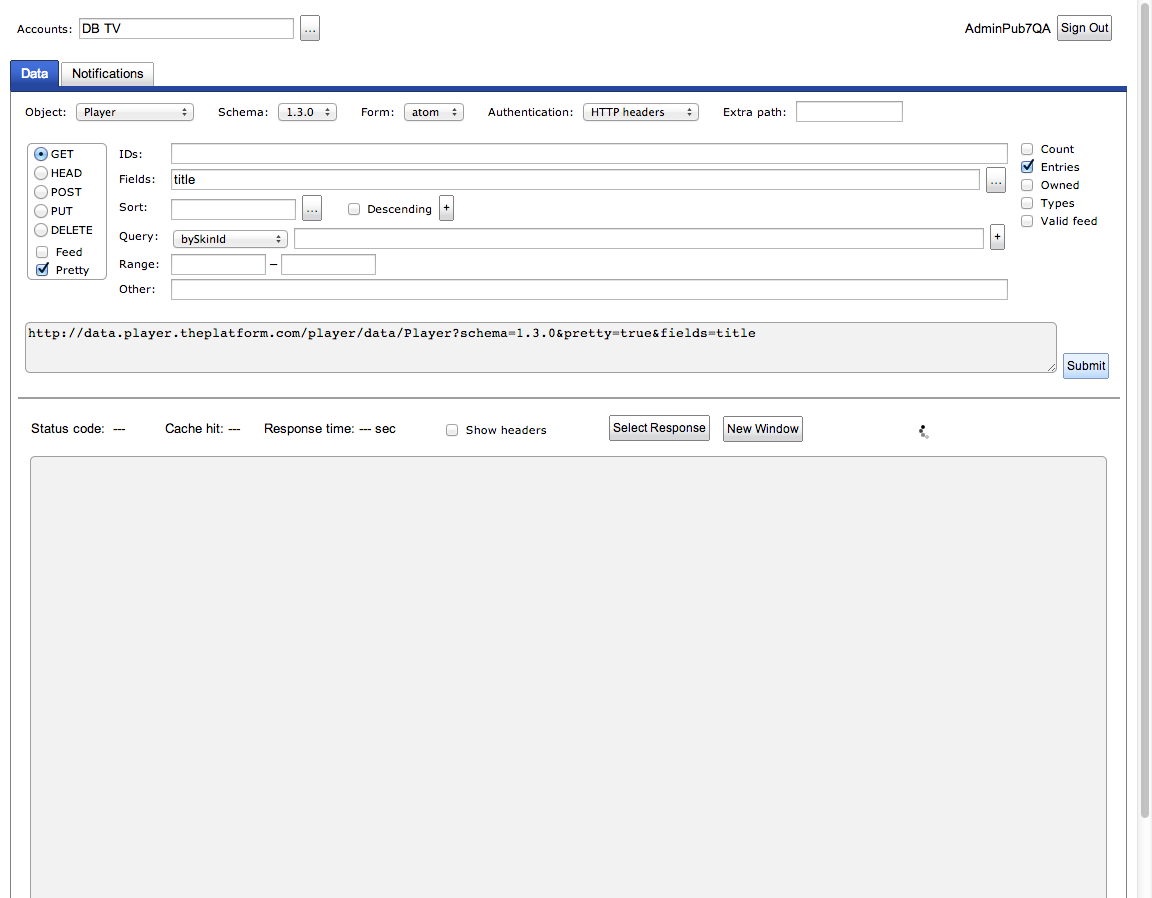 Accounts: DB TV ... AdminPub7QA Sign Out
Data Notifications
Object: Player Schema: 1.3.0 Form: atom Authentication: HTTP headers Extra path:
GET IDs: Count
HEAD Fields: title ... Entries
POST Sort: ... Descending + Owned
PUT Query: bySkinId + Types
DELETE Range: – Valid feed
Feed Other:
Pretty
http://data.player.theplatform.com/player/data/Player?schema=1.3.0&pretty=true&fields=title
Submit
Status code: --- Cache hit: --- Response time: --- sec Show headers Select Response New Window